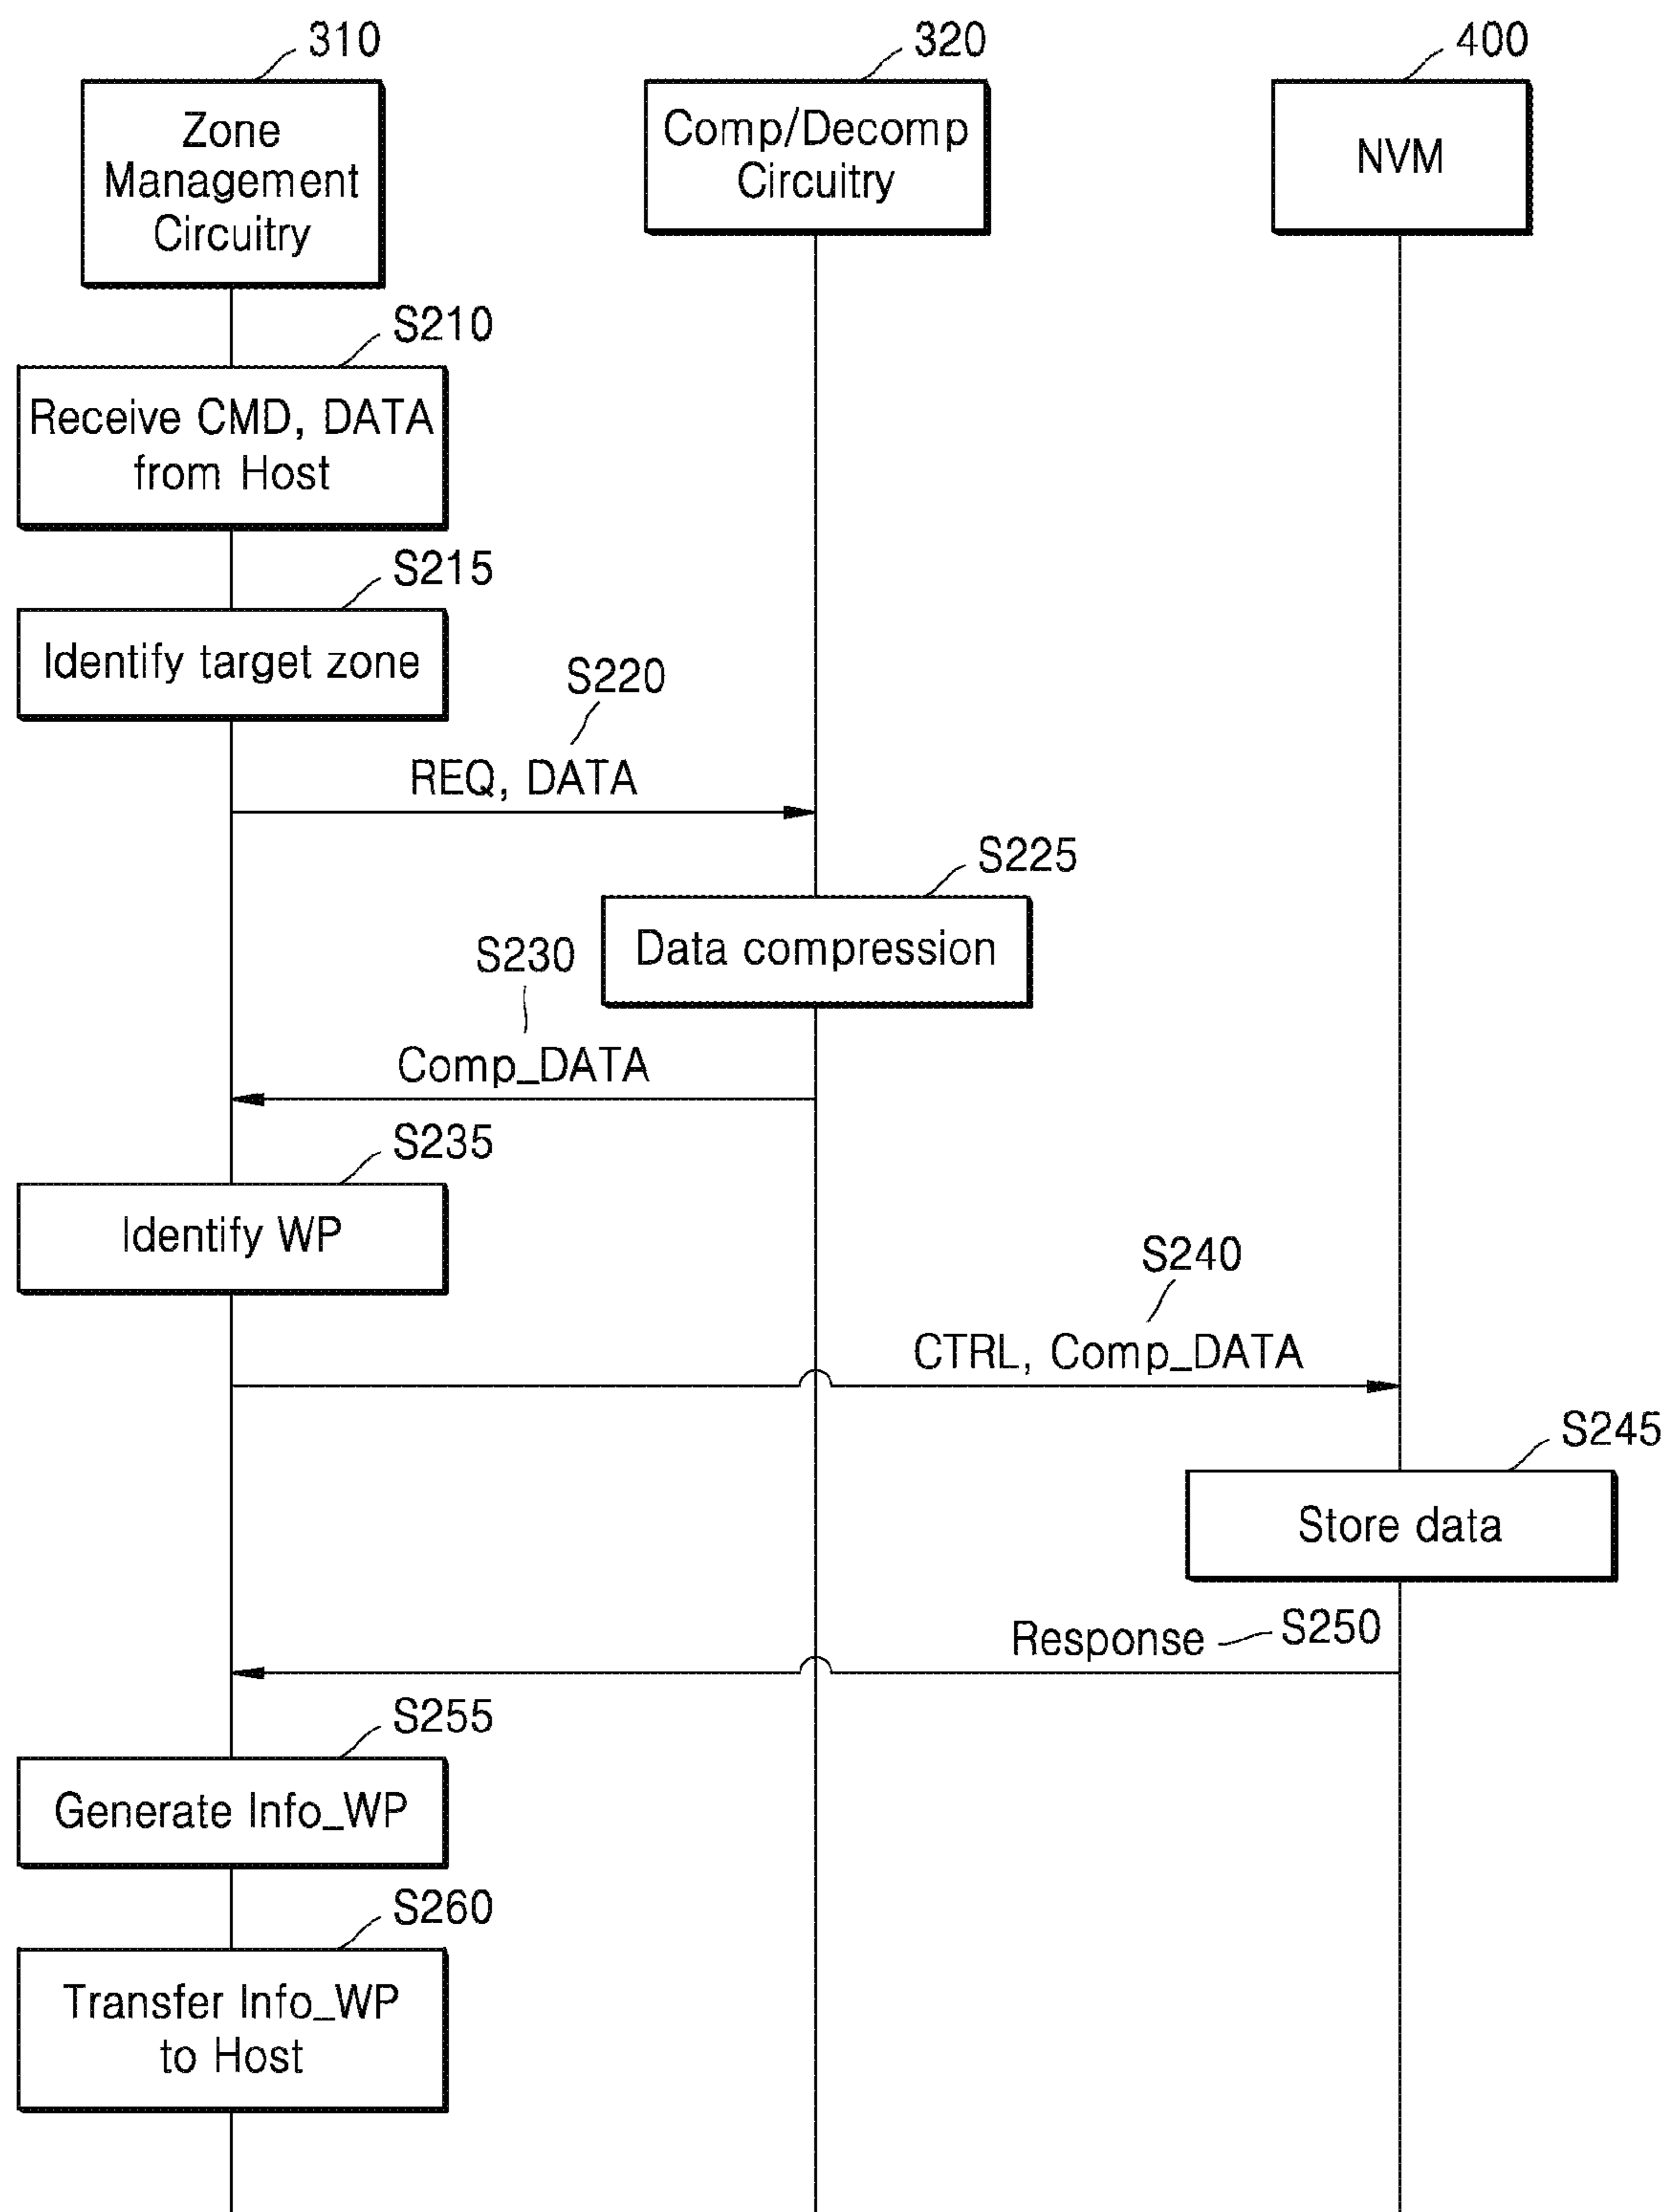 310
320
400
Zone
Management
Circuitry
Comp/Decomp
Circuitry
NVM
S210
Receive CMD, DATA
from Host
S215
Identify target zone
S220
REQ, DATA
S225
Data compression
S230
Comp_DATA
S235
Identify WP
S240
CTRL, Comp_DATA
S245
Store data
Response
S250
S255
Generate Info_WP
S260
Transfer Info_WP
to Host